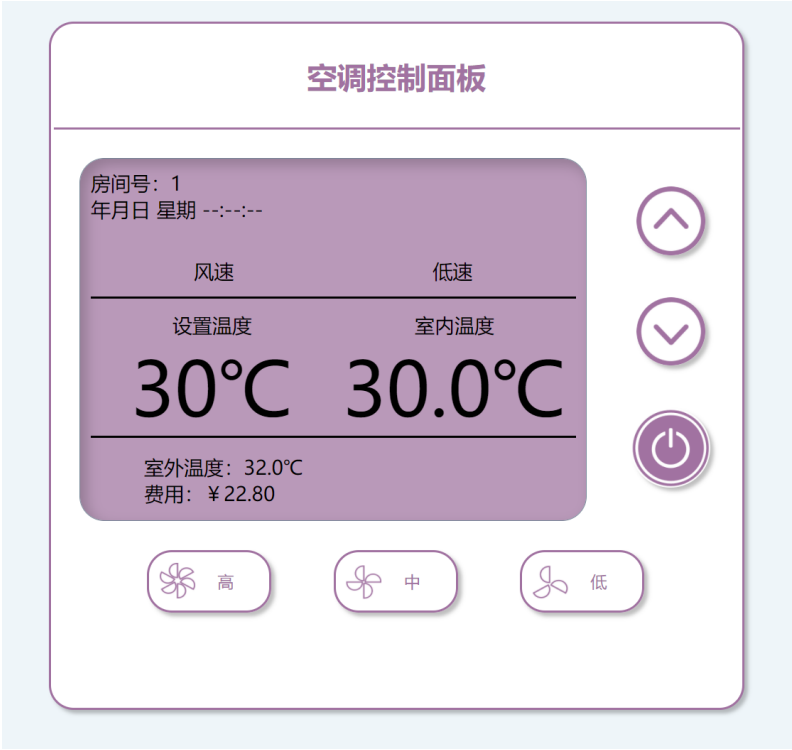 空调控制面板
房间号：1
年月日 星期 --:--:--
风速 低速
设置温度 室内温度
30℃ 30.0℃
室外温度：32.0℃
费用：￥22.80
高 中 低